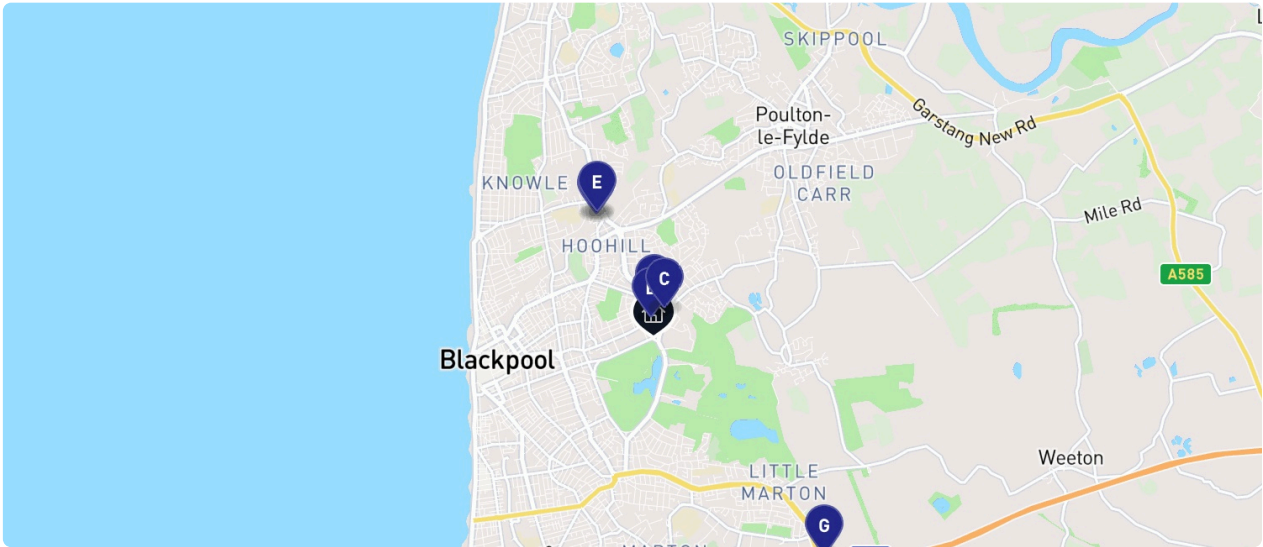 SKIPPOOL
Poulton-
le-Fylde
Garstang New Rd
KNOWLE
E
OLDFIELD
CARR
Mile Rd
HOOHILL
C
A585
Blackpool
Weeton
LITTLE
MARTON
G